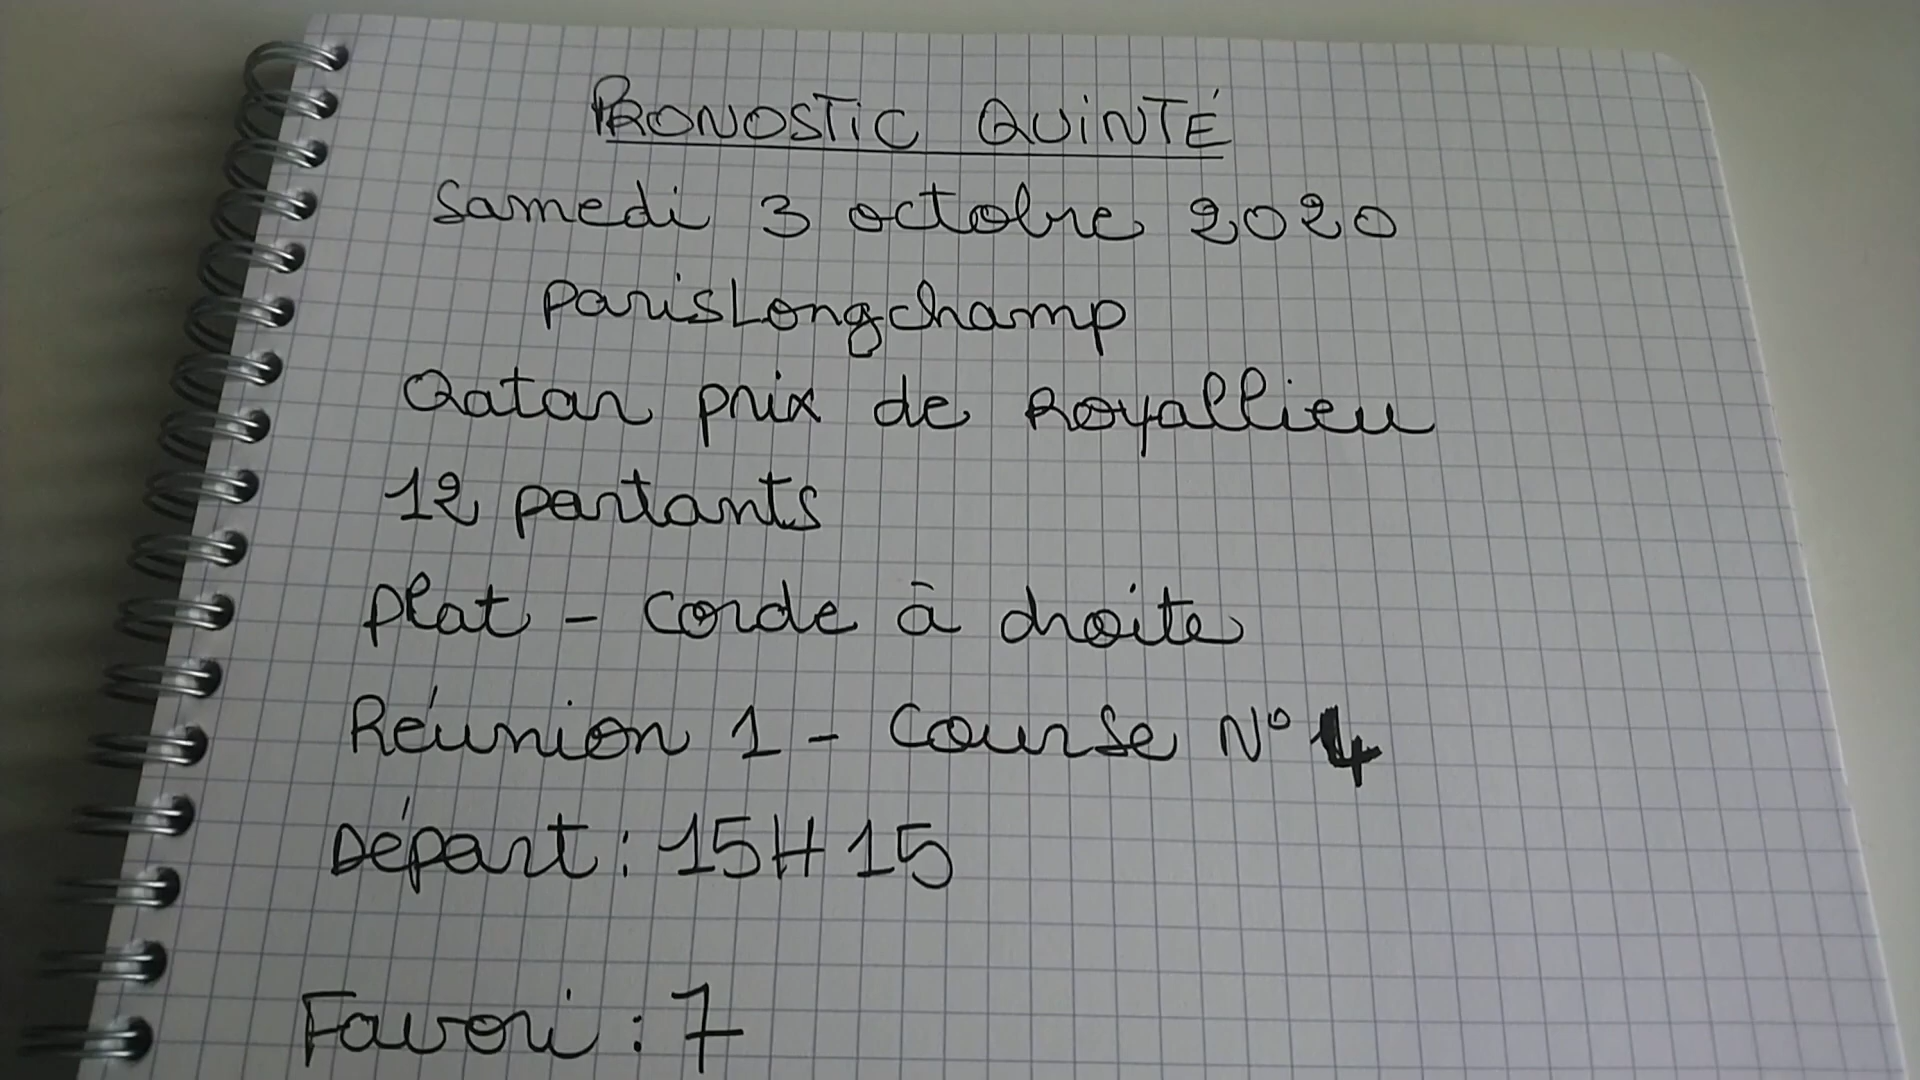 PRONOSTIC QUINTÉ
Samedi 3 octobre 2020
ParisLongchamp
Qatar prix de Royallieu
12 partants
Plat - corde à droite
Réunion 1 - Course N° 4
Départ : 15H15
Favori : 7